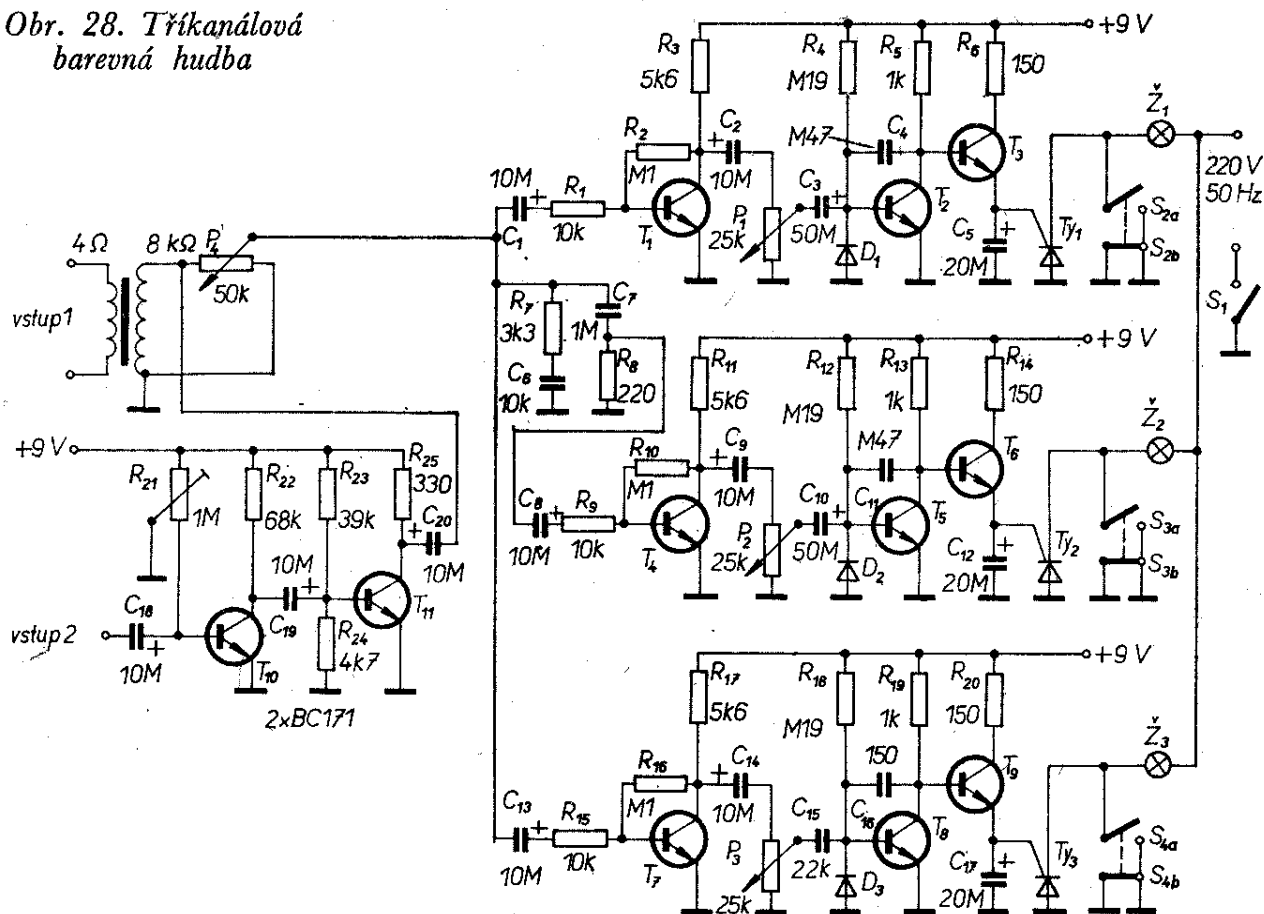 Obr. 28. Tříkanálová
barevná hudba
4Ω
8 kΩ
P4
50k
vstup1
+9 V
R21
1M
R22
68k
R23
39k
R25
330
C20
10M
10M
C19
C18
10M
vstup 2
T10
R24
4k7
T11
2xBC171
+9 V
R3
5k6
R4
M19
R5
1k
R6
150
R2
M1
C2
10M
M47
C4
T3
10M
C1
R1
10k
T1
P1
25k
C3
50M
T2
D1
C5
20M
Ty1
Ž1
S2a
S2b
220 V
50 Hz
S1
R7
3k3
C7
1M
C6
10k
R8
220
+9 V
R11
5k6
R12
M19
R13
1k
R14
150
R10
M1
C9
10M
M47
C11
T6
C8
10M
R9
10k
T4
P2
25k
C10
50M
T5
D2
C12
20M
Ty2
Ž2
S3a
S3b
+9 V
R17
5k6
R18
M19
R19
1k
R20
150
R16
M1
C14
10M
150
C16
T9
C13
10M
R15
10k
T7
P3
25k
C15
22k
T8
D3
C17
20M
Ty3
Ž3
S4a
S4b